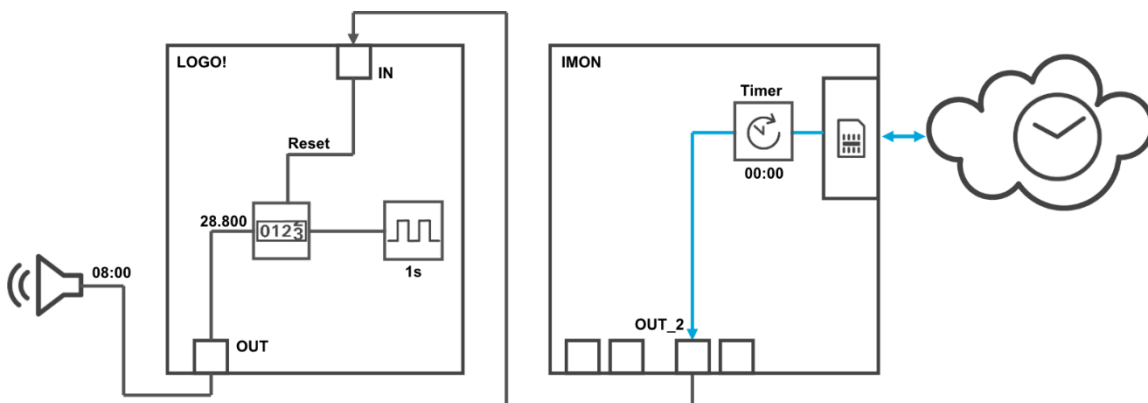 LOGO!
IN
IMON
Timer
Reset
00:00
28.800
0123
1s
08:00
OUT_2
OUT